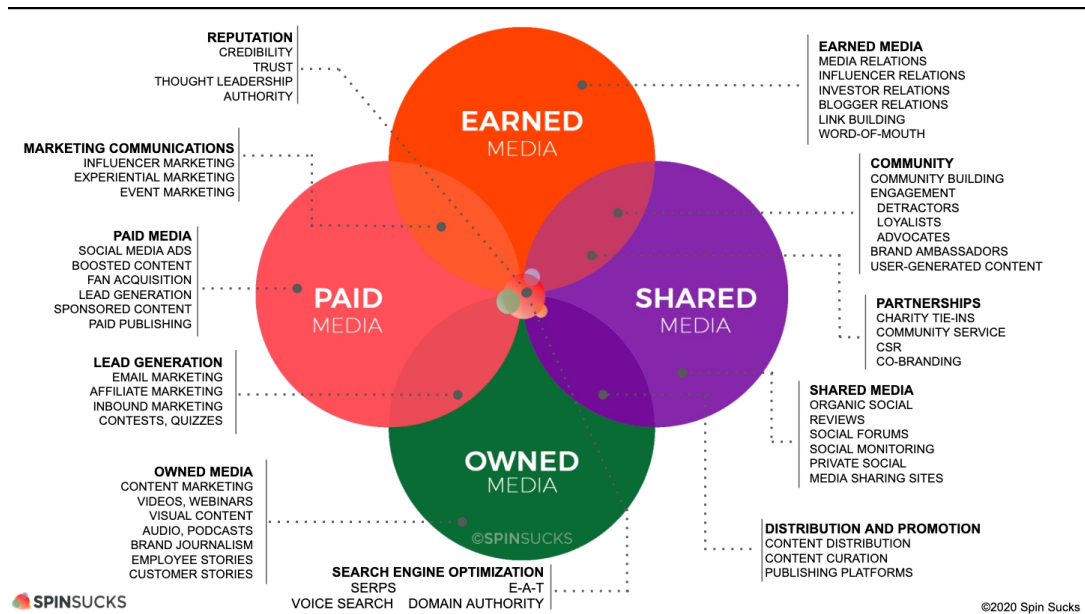 REPUTATION
CREDIBILITY
TRUST
THOUGHT LEADERSHIP
AUTHORITY
MARKETING COMMUNICATIONS
INFLUENCER MARKETING
EXPERIENTIAL MARKETING
EVENT MARKETING
PAID MEDIA
SOCIAL MEDIA ADS
BOOSTED CONTENT
FAN ACQUISITION
LEAD GENERATION
SPONSORED CONTENT
PAID PUBLISHING
LEAD GENERATION
EMAIL MARKETING
AFFILIATE MARKETING
INBOUND MARKETING
CONTESTS, QUIZZES
OWNED MEDIA
CONTENT MARKETING
VIDEOS, WEBINARS
VISUAL CONTENT
AUDIO, PODCASTS
BRAND JOURNALISM
EMPLOYEE STORIES
CUSTOMER STORIES
EARNED
MEDIA
PAID
MEDIA
SHARED
MEDIA
OWNED
MEDIA
©SPINSUCKS
SEARCH ENGINE OPTIMIZATION
SERPS E-A-T
VOICE SEARCH DOMAIN AUTHORITY
EARNED MEDIA
MEDIA RELATIONS
INFLUENCER RELATIONS
INVESTOR RELATIONS
BLOGGER RELATIONS
LINK BUILDING
WORD-OF-MOUTH
COMMUNITY
COMMUNITY BUILDING
ENGAGEMENT
DETRACTORS
LOYALISTS
ADVOCATES
BRAND AMBASSADORS
USER-GENERATED CONTENT
PARTNERSHIPS
CHARITY TIE-INS
COMMUNITY SERVICE
CSR
CO-BRANDING
SHARED MEDIA
ORGANIC SOCIAL
REVIEWS
SOCIAL FORUMS
SOCIAL MONITORING
PRIVATE SOCIAL
MEDIA SHARING SITES
DISTRIBUTION AND PROMOTION
CONTENT DISTRIBUTION
CONTENT CURATION
PUBLISHING PLATFORMS
SPINSUCKS
©2020 Spin Sucks